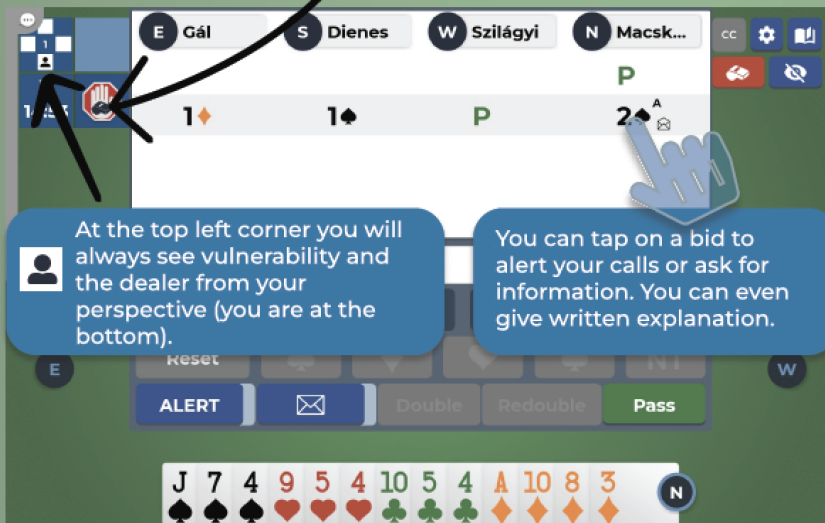 E Gál S Dienes W Szilágyi N Macsk... CC
P
1
1♦ 1♠ P 2♠ A
At the top left corner you will
always see vulnerability and
the dealer from your
perspective (you are at the
bottom).
You can tap on a bid to
alert your calls or ask for
information. You can even
give written explanation.
E Reset NT W
ALERT Double Redouble Pass
J 7 4 9 5 4 10 5 4 A 10 8 3 N